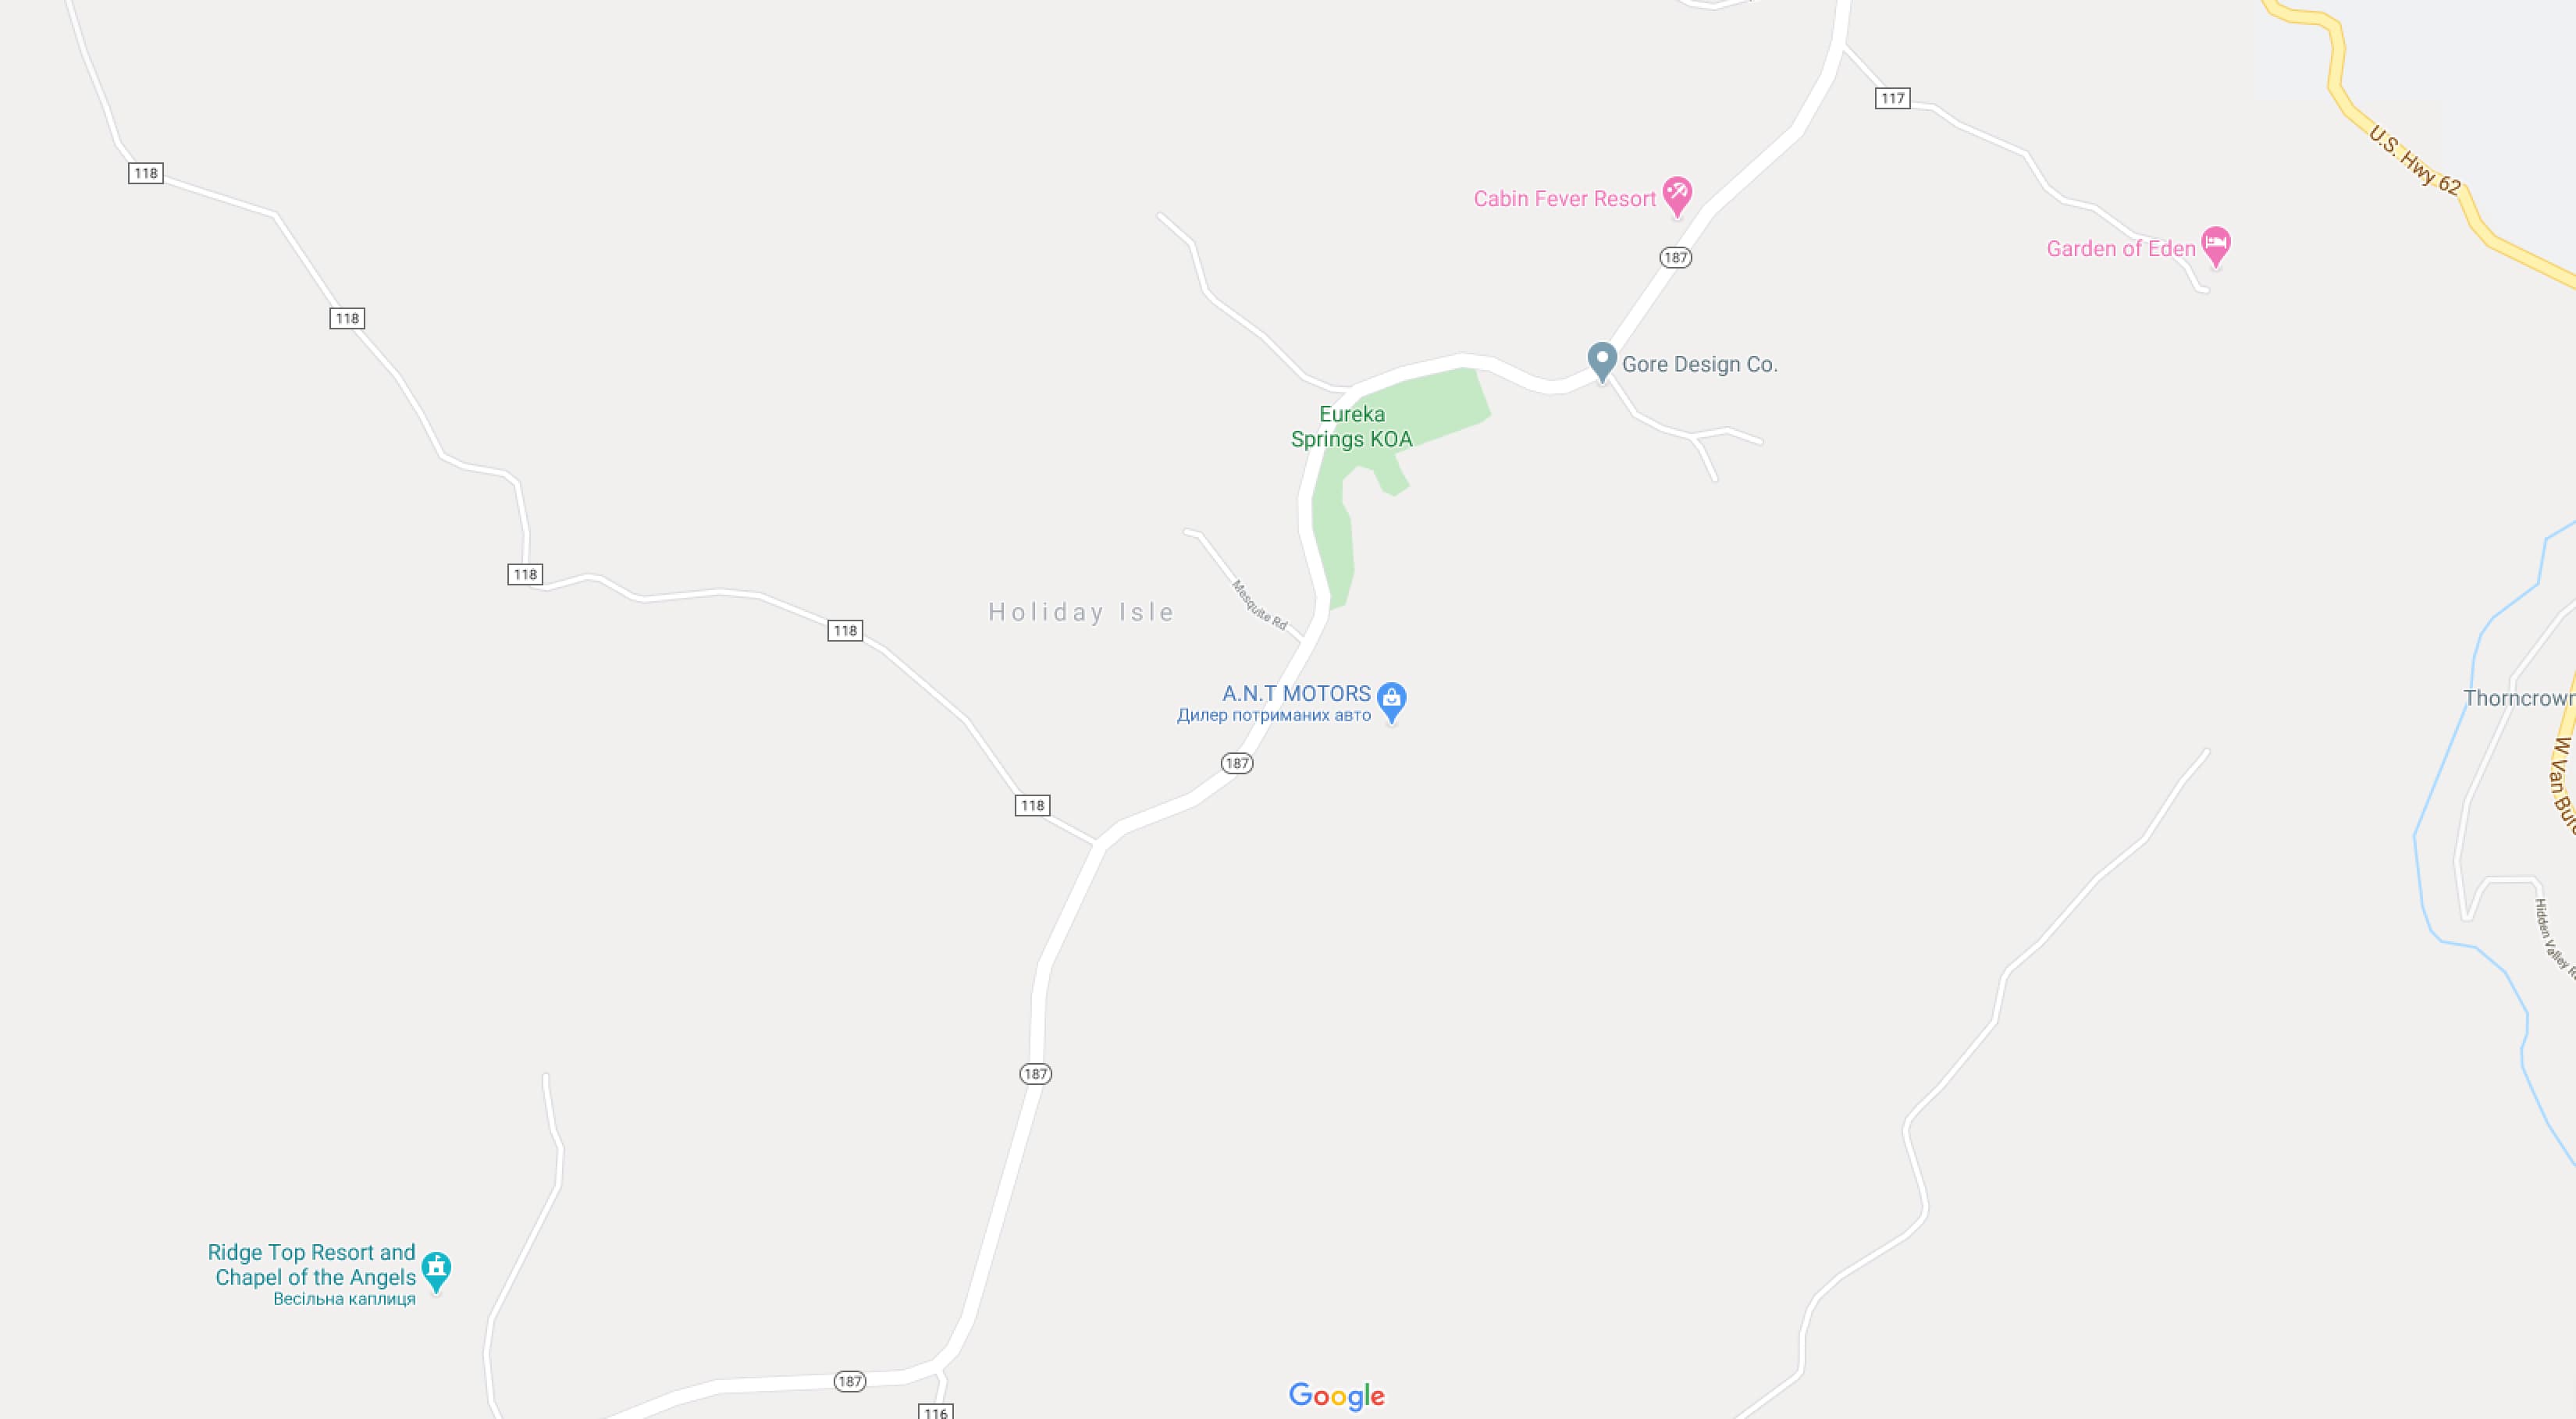 117
U.S. Hwy 62
118
Cabin Fever Resort
187
Garden of Eden
118
Gore Design Co.
Eureka
Springs KOA
118
Mesquite Rd
Holiday Isle
118
A.N.T MOTORS
Дилер потриманих авто
187
118
W Van
Hidden Valley
187
Ridge Top Resort and
Chapel of the Angels
Весільна каплиця
187
Google
116